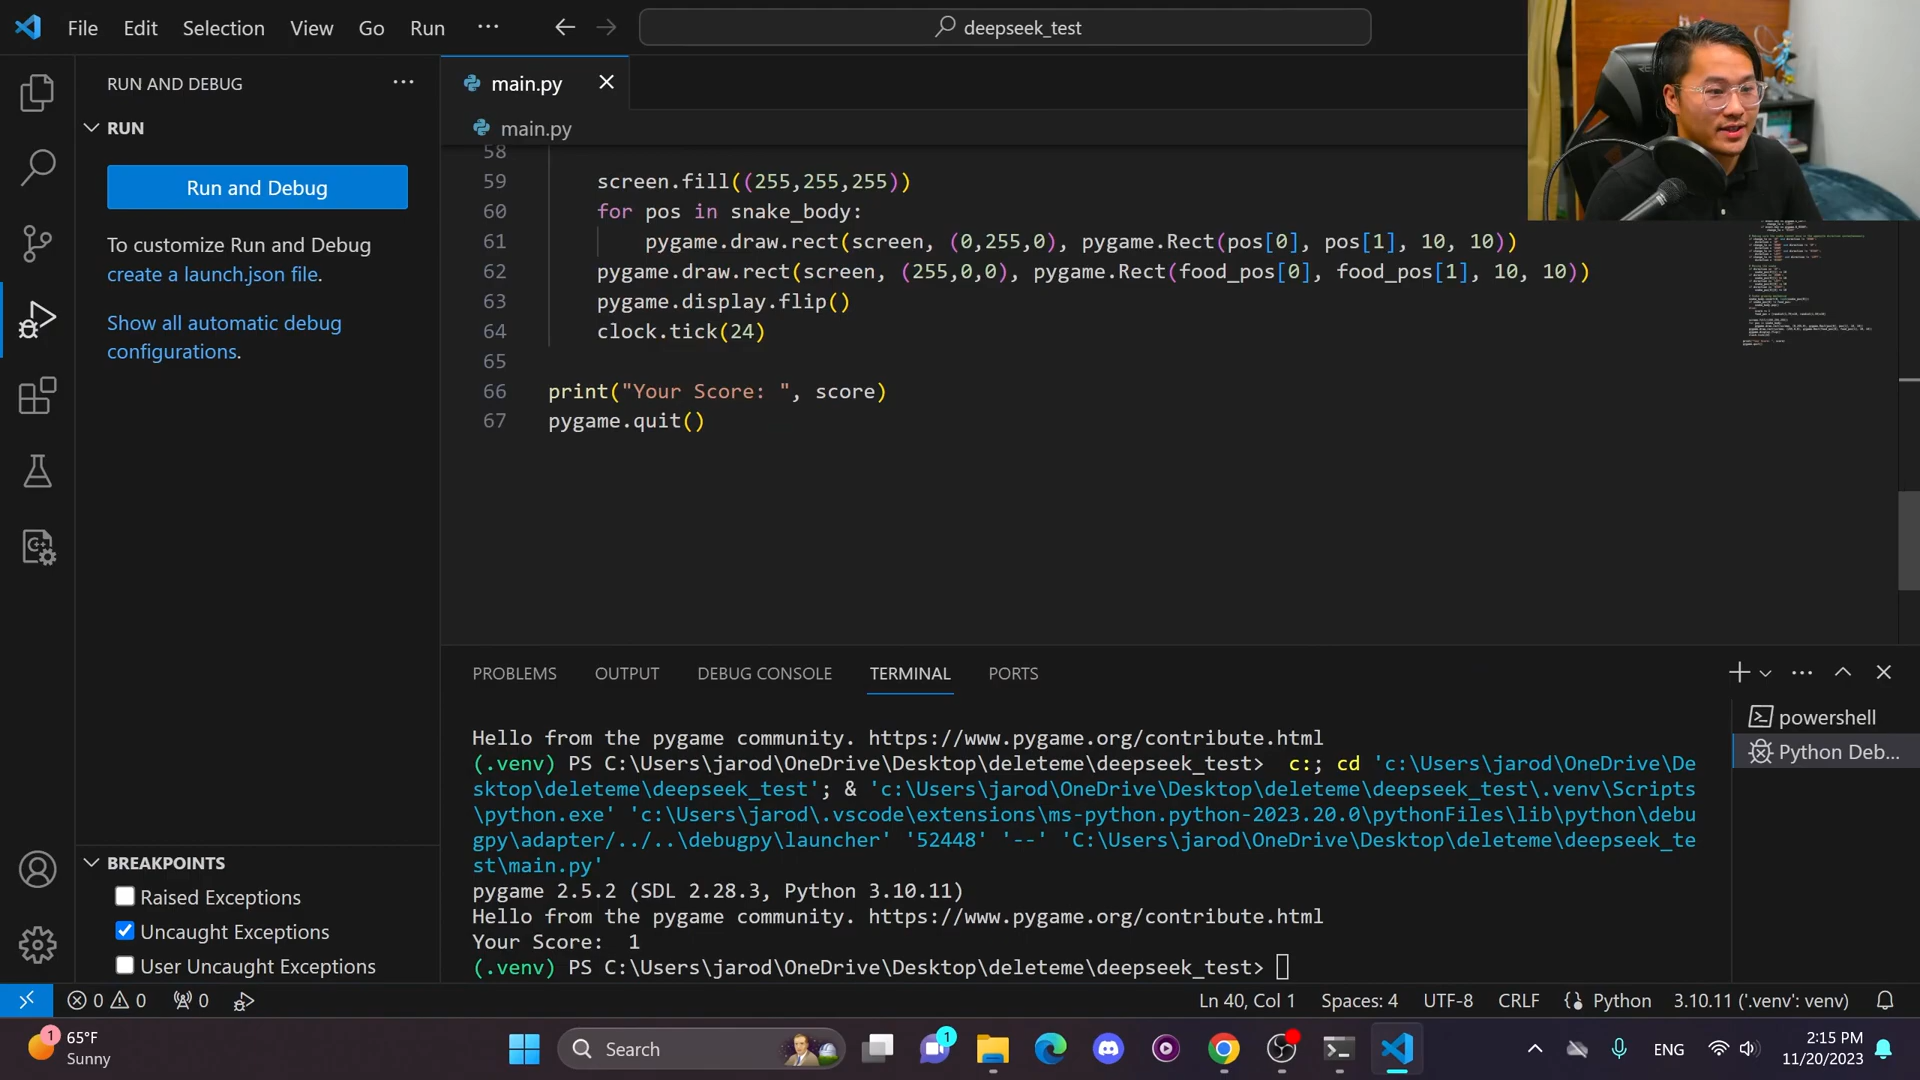 File Edit Selection View Go Run ···
deepseek_test
RUN AND DEBUG
RUN
Run and Debug
To customize Run and Debug
create a launch.json file.
Show all automatic debug
configurations.
BREAKPOINTS
Raised Exceptions
Uncaught Exceptions
User Uncaught Exceptions
main.py
main.py
58
59 screen.fill((255,255,255))
60 for pos in snake_body:
61 pygame.draw.rect(screen, (0,255,0), pygame.Rect(pos[0], pos[1], 10, 10))
62 pygame.draw.rect(screen, (255,0,0), pygame.Rect(food_pos[0], food_pos[1], 10, 10))
63 pygame.display.flip()
64 clock.tick(24)
65
66 print("Your Score: ", score)
67 pygame.quit()
PROBLEMS OUTPUT DEBUG CONSOLE TERMINAL PORTS
Hello from the pygame community. https://www.pygame.org/contribute.html
(.venv) PS C:\Users\jarod\OneDrive\Desktop\deleteme\deepseek_test> c:; cd 'c:\Users\jarod\OneDrive\De
sktop\deleteme\deepseek_test'; & 'c:\Users\jarod\OneDrive\Desktop\deleteme\deepseek_test\.venv\Scripts
\python.exe' 'c:\Users\jarod\.vscode\extensions\ms-python.python-2023.20.0\pythonFiles\lib\python\debu
gpy\adapter/../..\debugpy\launcher' '52448' '--' 'C:\Users\jarod\OneDrive\Desktop\deleteme\deepseek_te
st\main.py'
pygame 2.5.2 (SDL 2.28.3, Python 3.10.11)
Hello from the pygame community. https://www.pygame.org/contribute.html
Your Score:  1
(.venv) PS C:\Users\jarod\OneDrive\Desktop\deleteme\deepseek_test>
powershell
Python Deb...
0 0 0 Ln 40, Col 1 Spaces: 4 UTF-8 CRLF Python 3.10.11 ('.venv': venv)
1 65°F
Sunny
Search
1
ENG
2:15 PM
11/20/2023